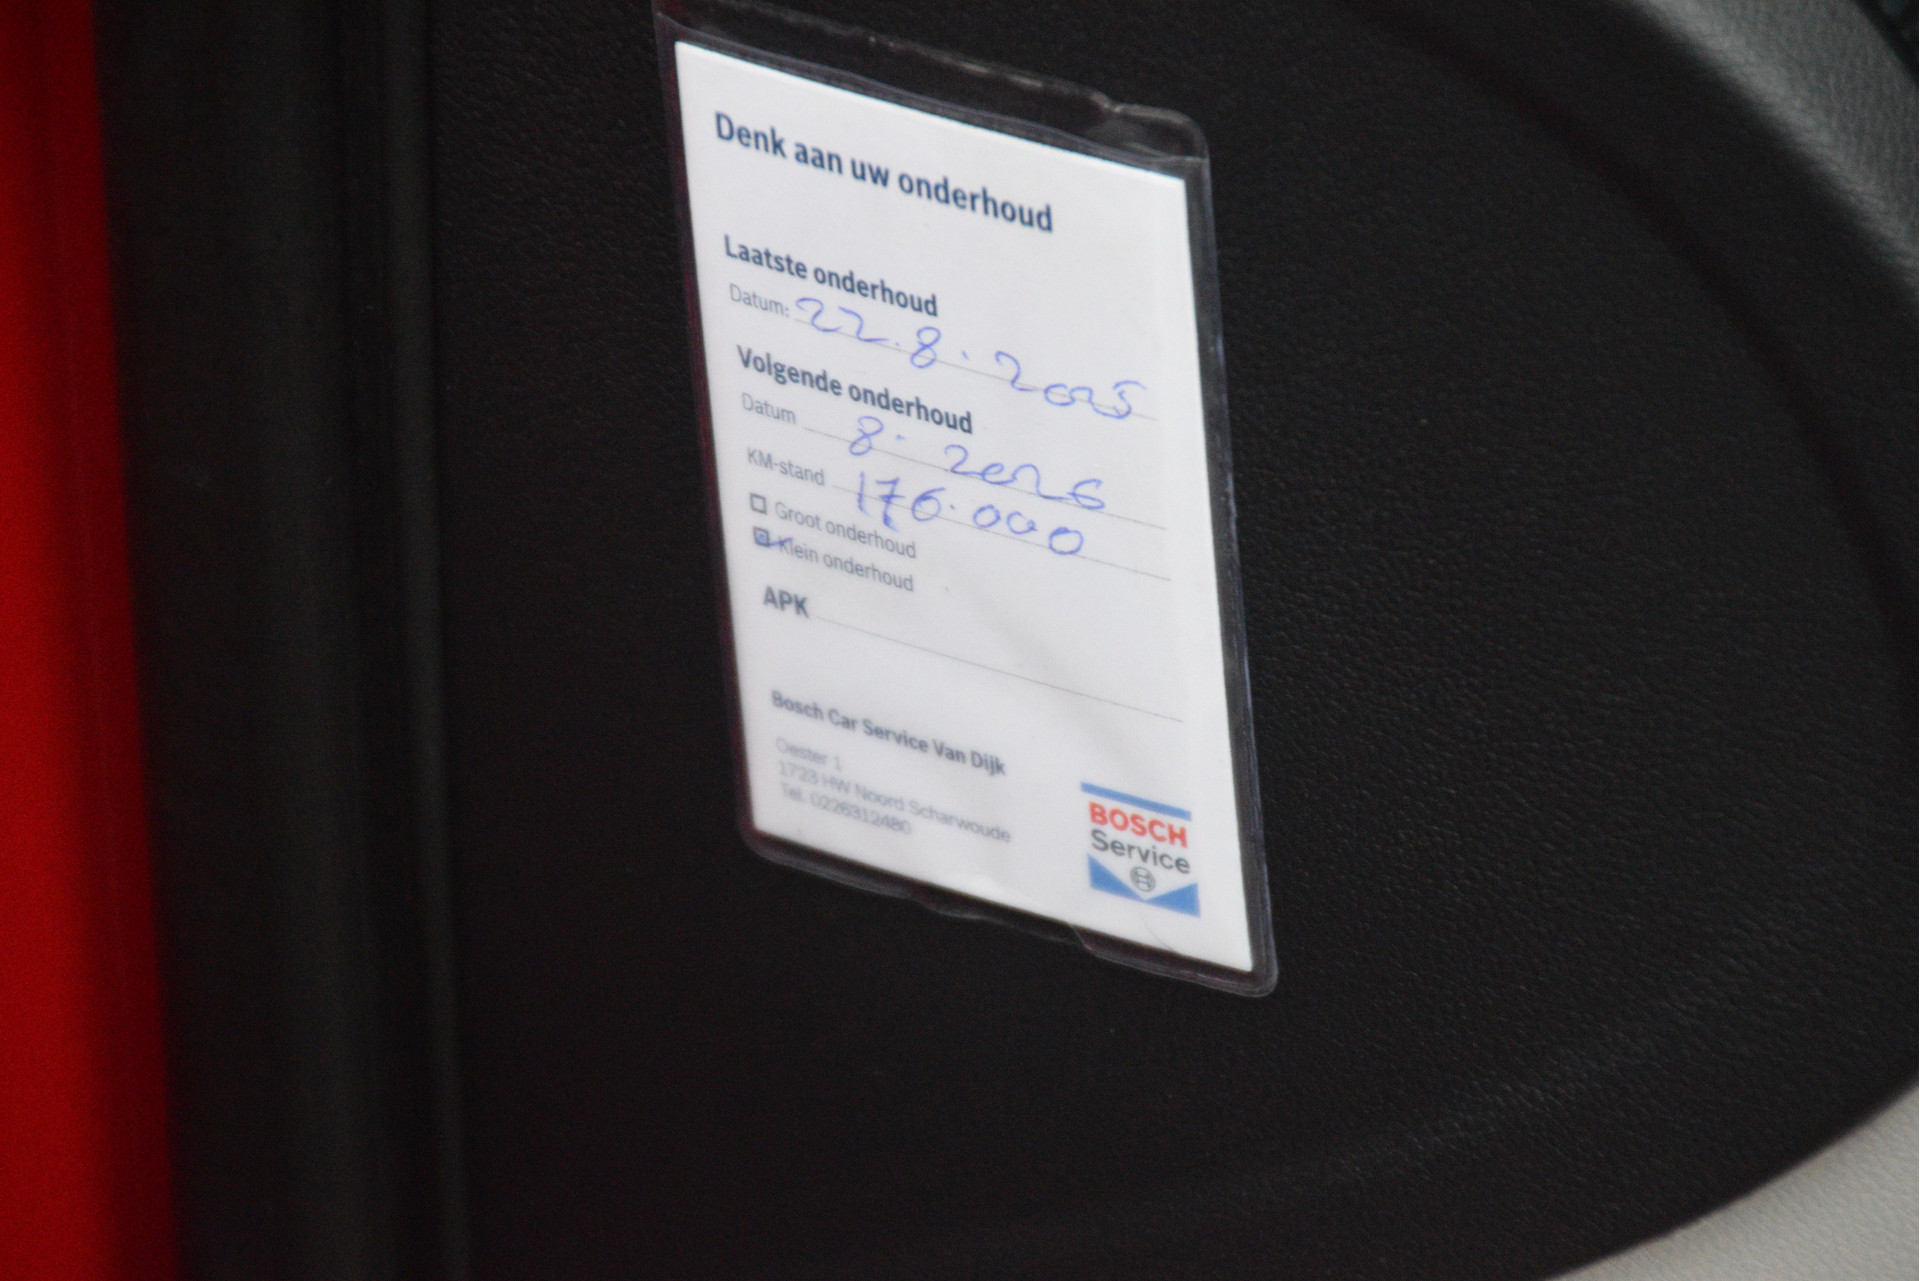 Denk aan uw onderhoud
Laatste onderhoud
Datum: 22.8.2025
Volgende onderhoud
Datum 8.2026
KM-stand 176.000
Groot onderhoud
Klein onderhoud
APK
Bosch Car Service Van Dijk
Oester 1
1723 HW Noord Scharwoude
Tel. 0226312480
BOSCH
Service